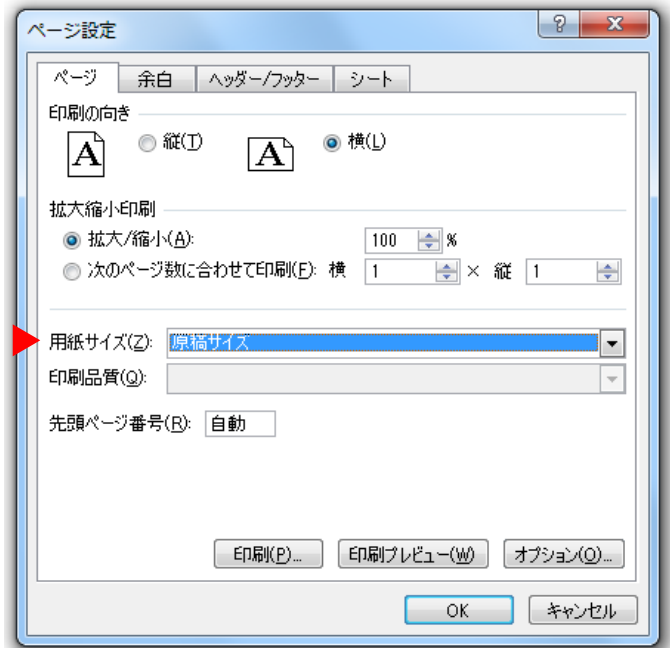 ページ設定
ページ 余白 ヘッダー/フッター シート
印刷の向き
A 縦(T) A 横(L)
拡大縮小印刷
拡大/縮小(A): 100 %
次のページ数に合わせて印刷(F): 横 1 × 縦 1
用紙サイズ(Z): 原稿サイズ
印刷品質(Q):
先頭ページ番号(R): 自動
印刷(P)... 印刷プレビュー(W) オプション(O)...
OK キャンセル